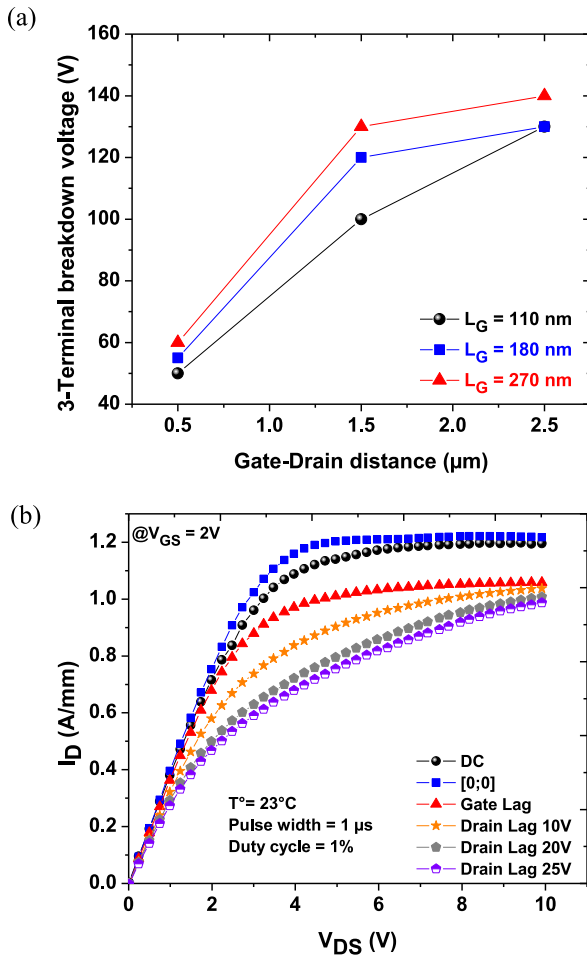 (a)
160
140
120
100
80
60
40
3-Terminal breakdown voltage (V)
L_G = 110 nm
L_G = 180 nm
L_G = 270 nm
0.5 1.0 1.5 2.0 2.5
Gate-Drain distance (µm)
(b)
@V_GS = 2V
1.2
1.0
0.8
0.6
0.4
0.2
0.0
I_D (A/mm)
DC
[0;0]
Gate Lag
Drain Lag 10V
Drain Lag 20V
Drain Lag 25V
T°= 23°C
Pulse width = 1 µs
Duty cycle = 1%
0 2 4 6 8 10
V_DS (V)